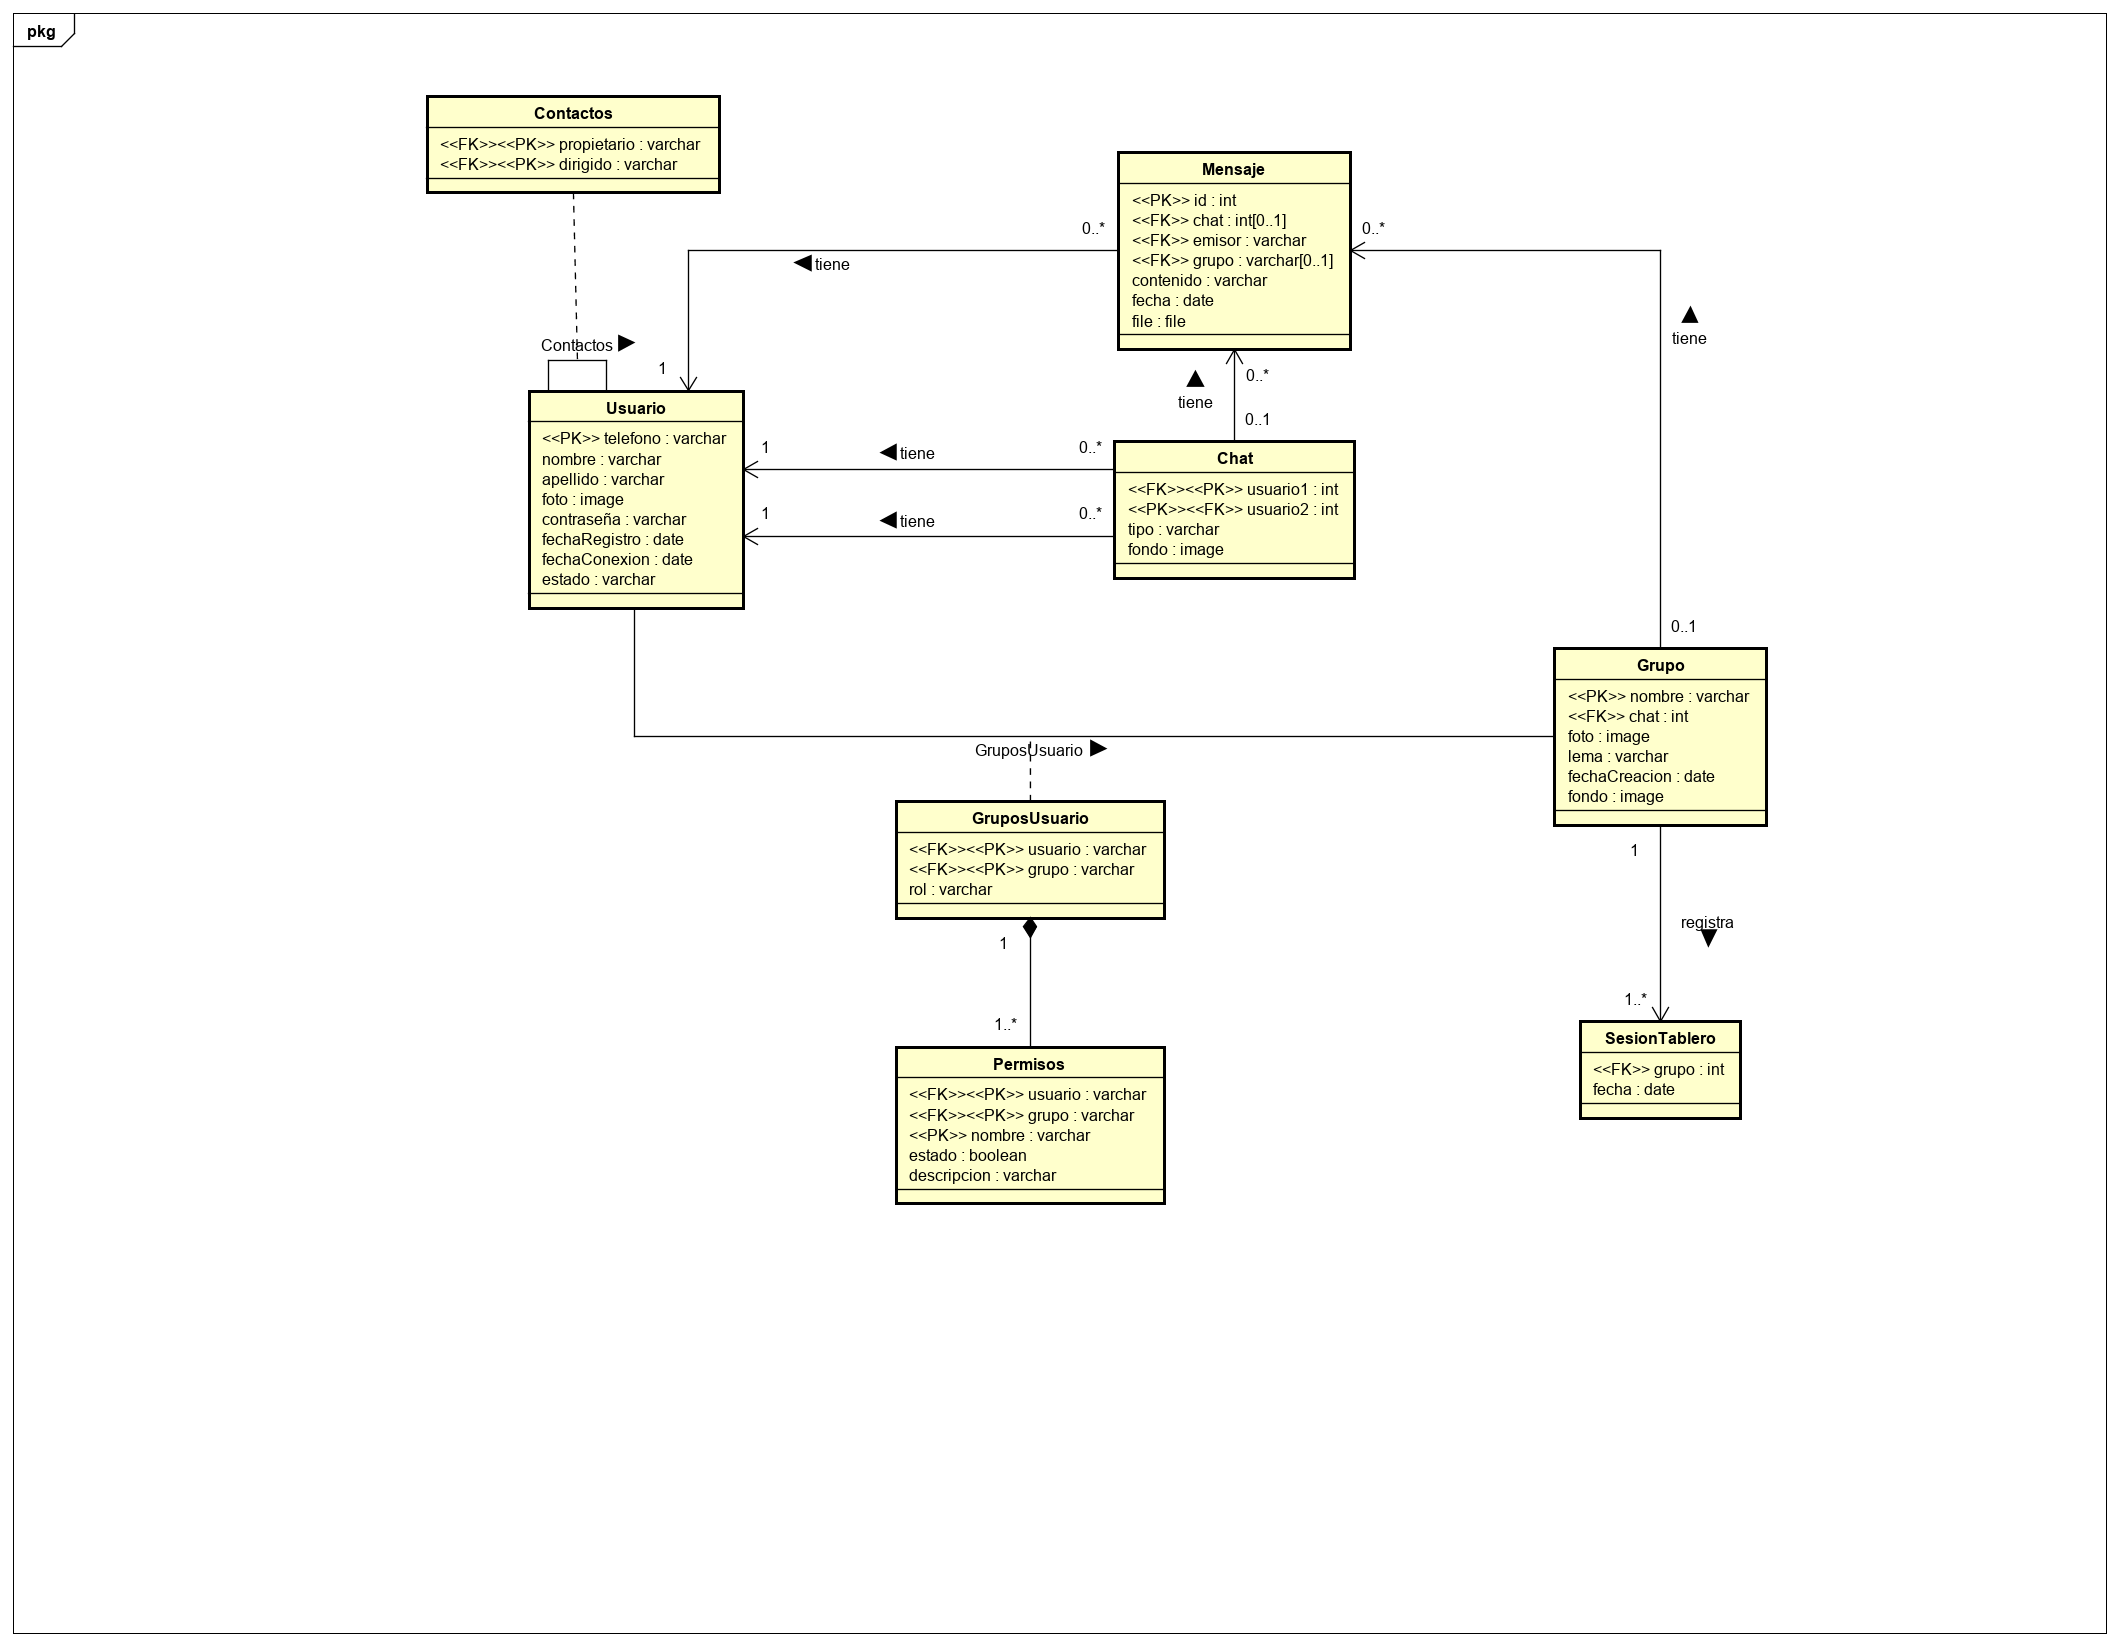 pkg
Contactos
<<FK>><<PK>> propietario : varchar
<<FK>><<PK>> dirigido : varchar
Mensaje
<<PK>> id : int
<<FK>> chat : int[0..1]
<<FK>> emisor : varchar
<<FK>> grupo : varchar[0..1]
contenido : varchar
fecha : date
file : file
0..*
0..*
tiene
tiene
Contactos
1
0..*
tiene
0..1
Usuario
<<PK>> telefono : varchar
nombre : varchar
apellido : varchar
foto : image
contraseña : varchar
fechaRegistro : date
fechaConexion : date
estado : varchar
1
tiene
0..*
1
tiene
0..*
Chat
<<FK>><<PK>> usuario1 : int
<<PK>><<FK>> usuario2 : int
tipo : varchar
fondo : image
0..1
Grupo
<<PK>> nombre : varchar
<<FK>> chat : int
foto : image
lema : varchar
fechaCreacion : date
fondo : image
GruposUsuario
GruposUsuario
<<FK>><<PK>> usuario : varchar
<<FK>><<PK>> grupo : varchar
rol : varchar
1
registra
1
1..*
1..*
SesionTablero
<<FK>> grupo : int
fecha : date
Permisos
<<FK>><<PK>> usuario : varchar
<<FK>><<PK>> grupo : varchar
<<PK>> nombre : varchar
estado : boolean
descripcion : varchar